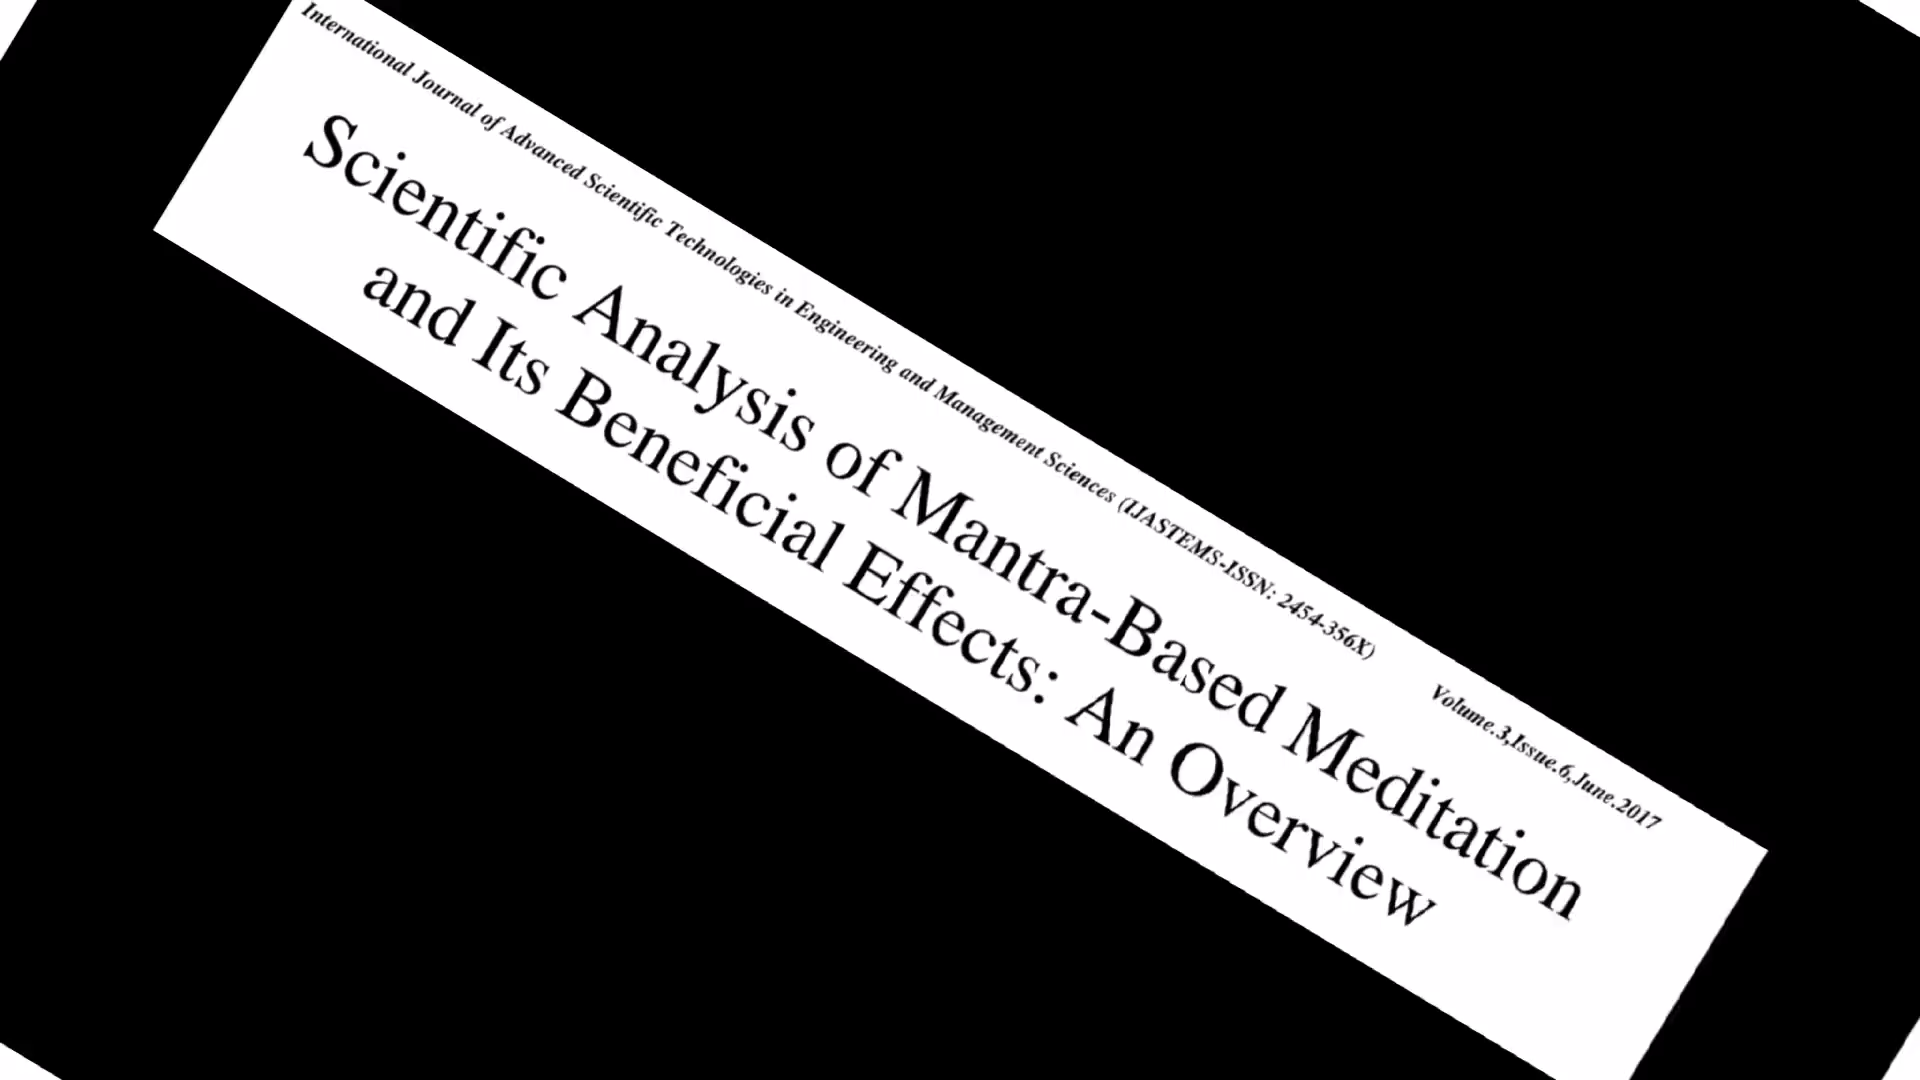 International Journal of Advanced Scientific Technologies in Engineering and Management Sciences (IJASTEMS-ISSN: 2454-356X) Volume.3,Issue.6,June.2017
Scientific Analysis of Mantra-Based Meditation
and Its Beneficial Effects: An Overview